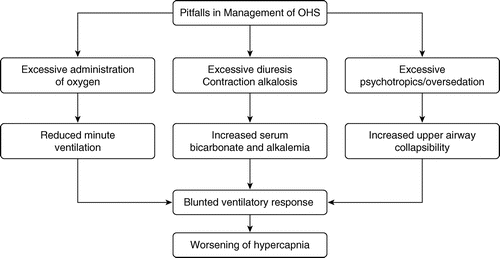 Pitfalls in Management of OHS
Excessive administration
of oxygen
Excessive diuresis
Contraction alkalosis
Excessive
psychotropics/oversedation
Reduced minute
ventilation
Increased serum
bicarbonate and alkalemia
Increased upper airway
collapsibility
Blunted ventilatory response
Worsening of hypercapnia